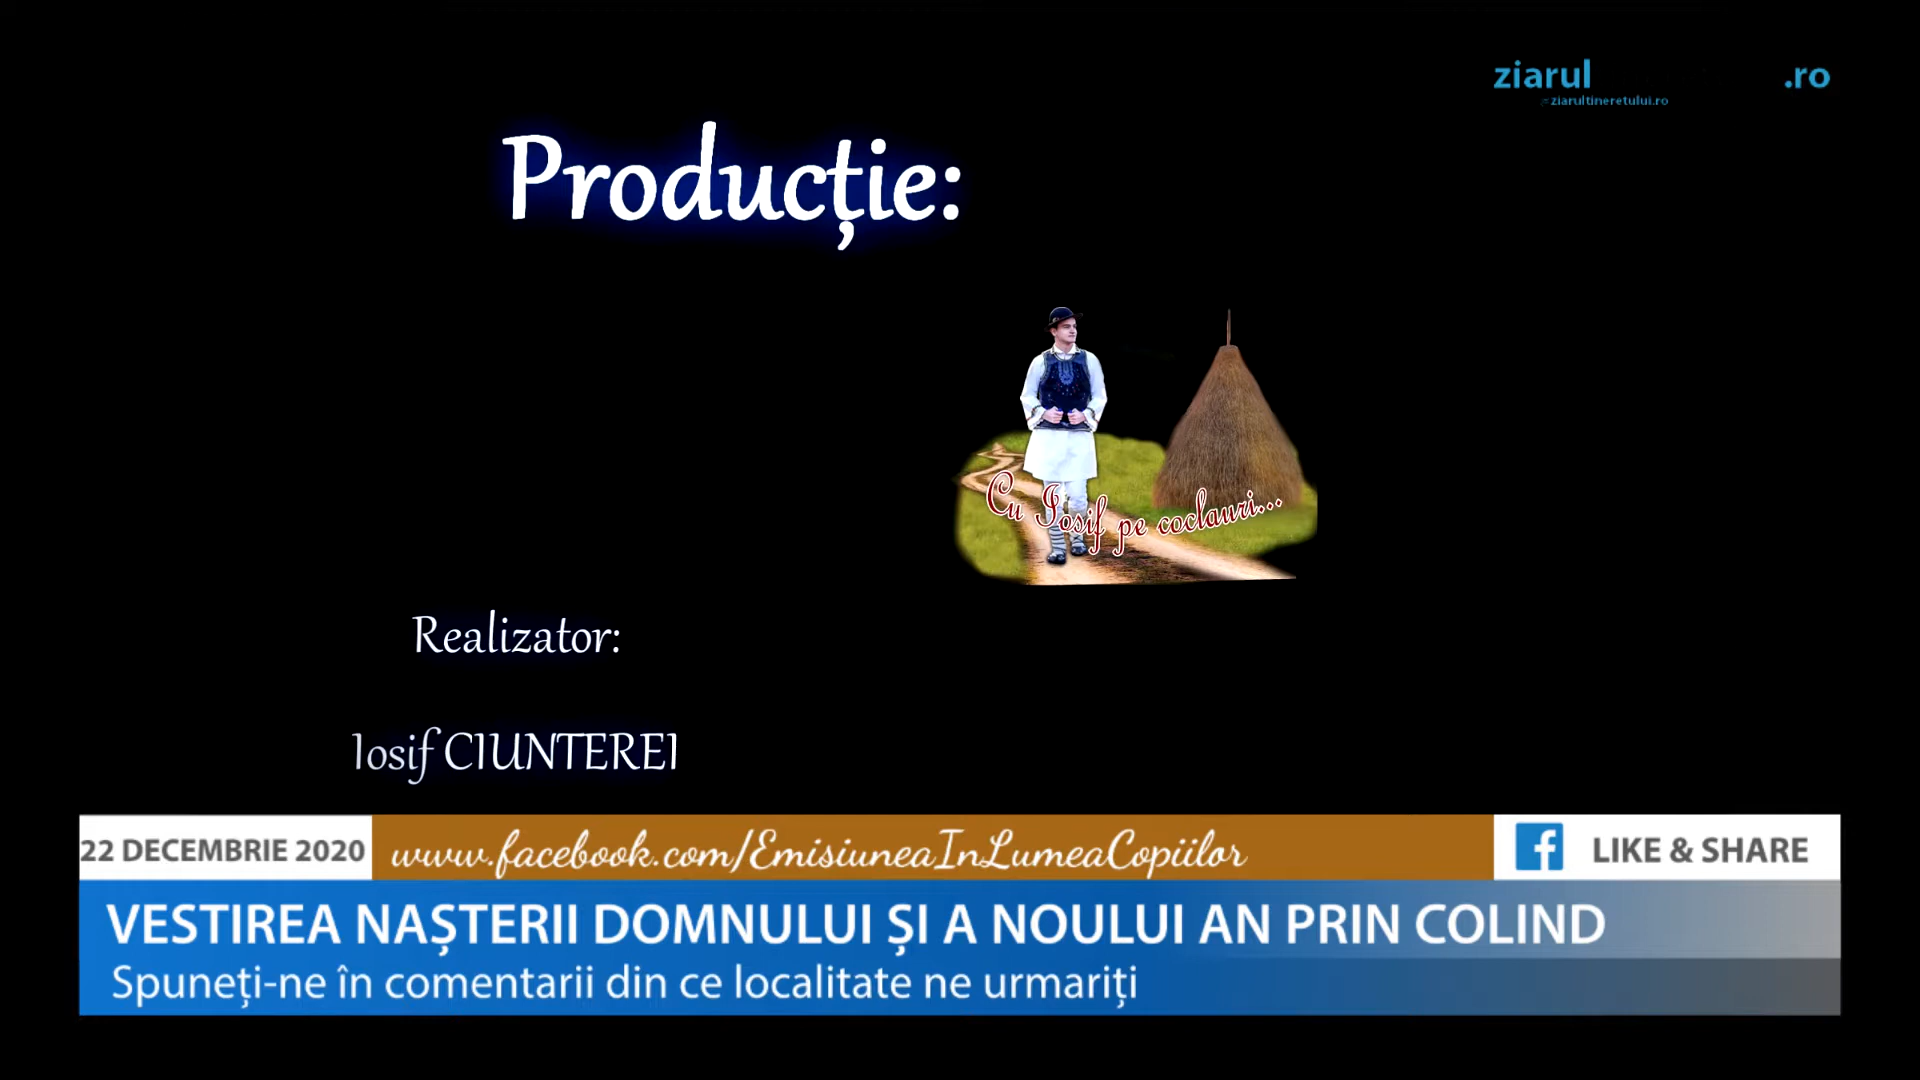 ziarul .ro
ziarultineretului.ro
Producție:
Cu Iosif pe coclauri...
Realizator:
Iosif CIUNTEREI
22 DECEMBRIE 2020
www.facebook.com/EmisiuneaInLumeaCopiilor
LIKE & SHARE
VESTIREA NAȘTERII DOMNULUI ȘI A NOULUI AN PRIN COLIND
Spuneți-ne în comentarii din ce localitate ne urmariți